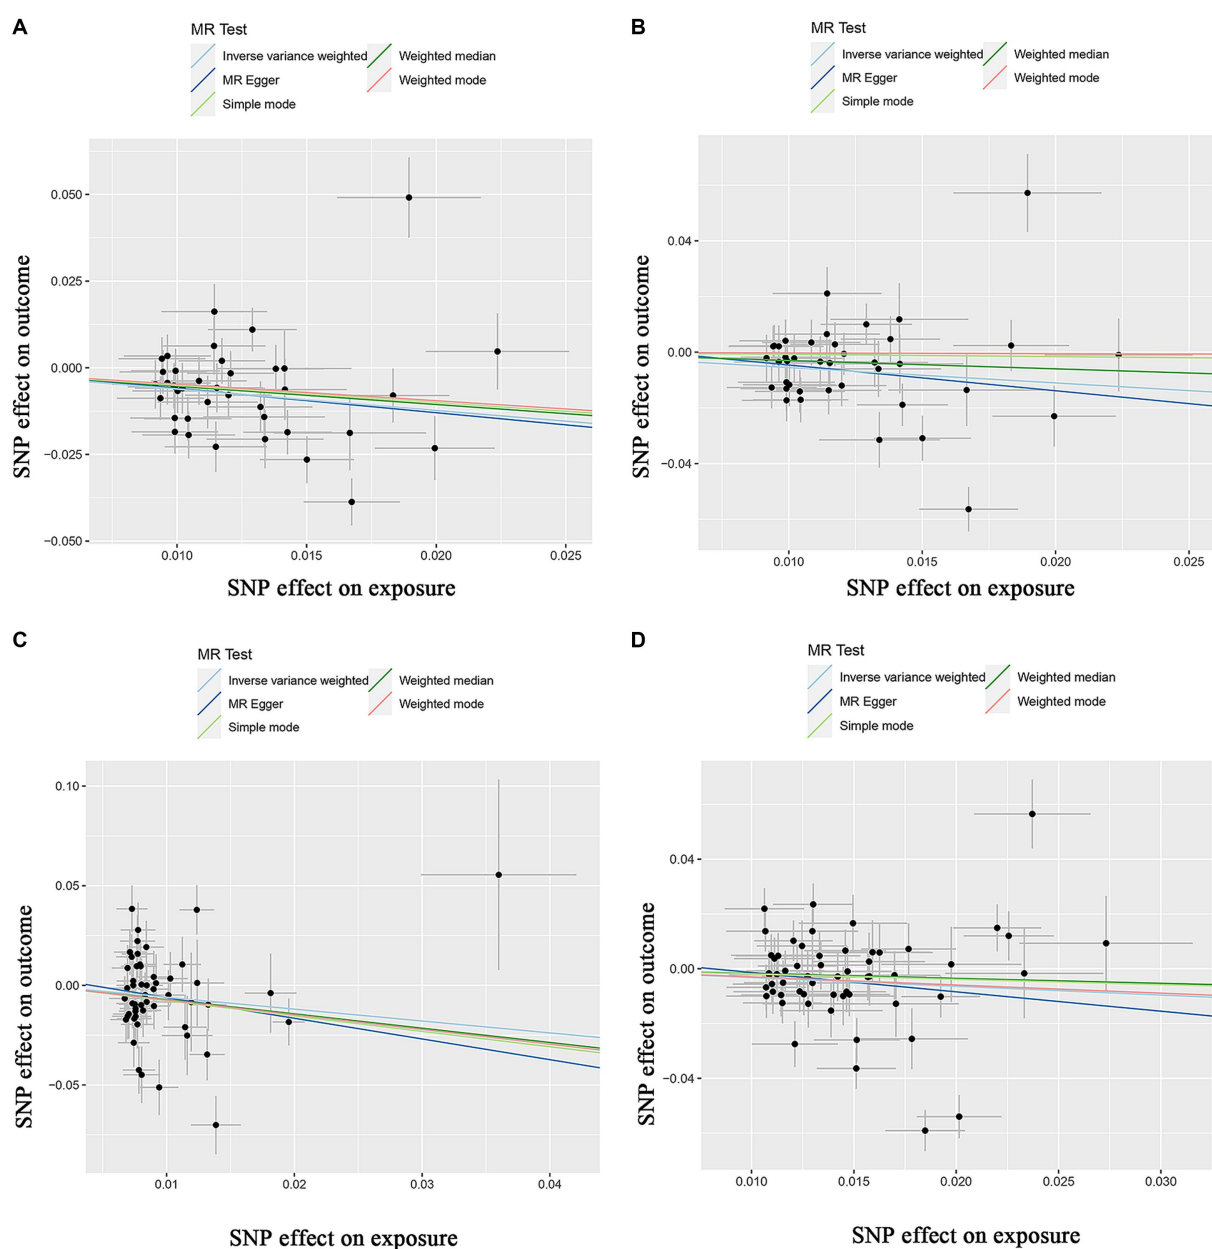 A
MR Test
Inverse variance weighted
Weighted median
MR Egger
Weighted mode
Simple mode
0.050
0.025
0.000
−0.025
−0.050
SNP effect on outcome
0.010
0.015
0.020
0.025
SNP effect on exposure
B
MR Test
Inverse variance weighted
Weighted median
MR Egger
Weighted mode
Simple mode
0.04
0.00
−0.04
SNP effect on outcome
0.010
0.015
0.020
0.025
SNP effect on exposure
C
MR Test
Inverse variance weighted
Weighted median
MR Egger
Weighted mode
Simple mode
0.10
0.05
0.00
−0.05
SNP effect on outcome
0.01
0.02
0.03
0.04
SNP effect on exposure
D
MR Test
Inverse variance weighted
Weighted median
MR Egger
Weighted mode
Simple mode
0.04
0.00
−0.04
SNP effect on outcome
0.010
0.015
0.020
0.025
0.030
SNP effect on exposure